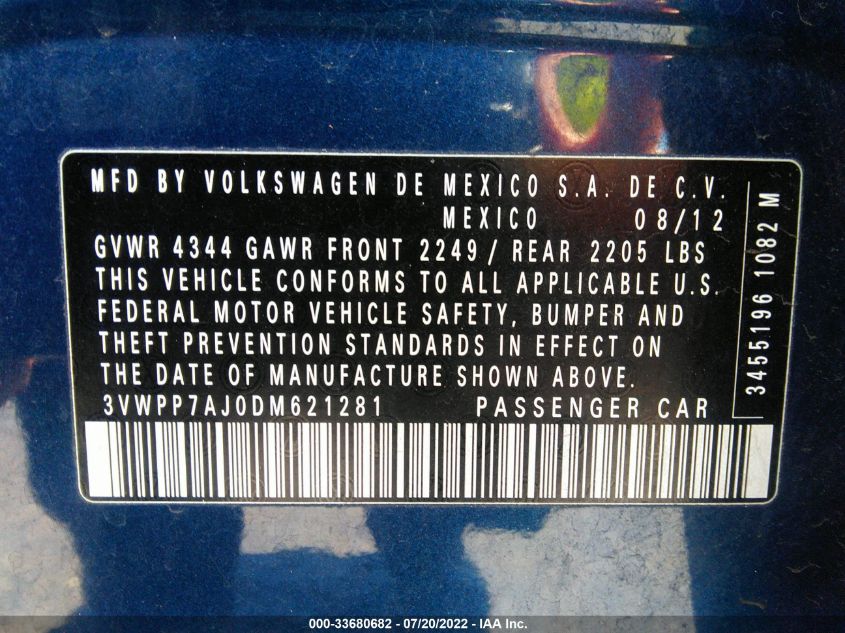 MFD BY VOLKSWAGEN DE MEXICO S.A. DE C.V.
MEXICO 08/12
GVWR 4344 GAWR FRONT 2249 / REAR 2205 LBS
THIS VEHICLE CONFORMS TO ALL APPLICABLE U.S.
FEDERAL MOTOR VEHICLE SAFETY, BUMPER AND
THEFT PREVENTION STANDARDS IN EFFECT ON
THE DATE OF MANUFACTURE SHOWN ABOVE.
3VWPP7AJ0DM621281 PASSENGER CAR
3455196 1082 M
000-33680682 - 07/20/2022 - IAA Inc.